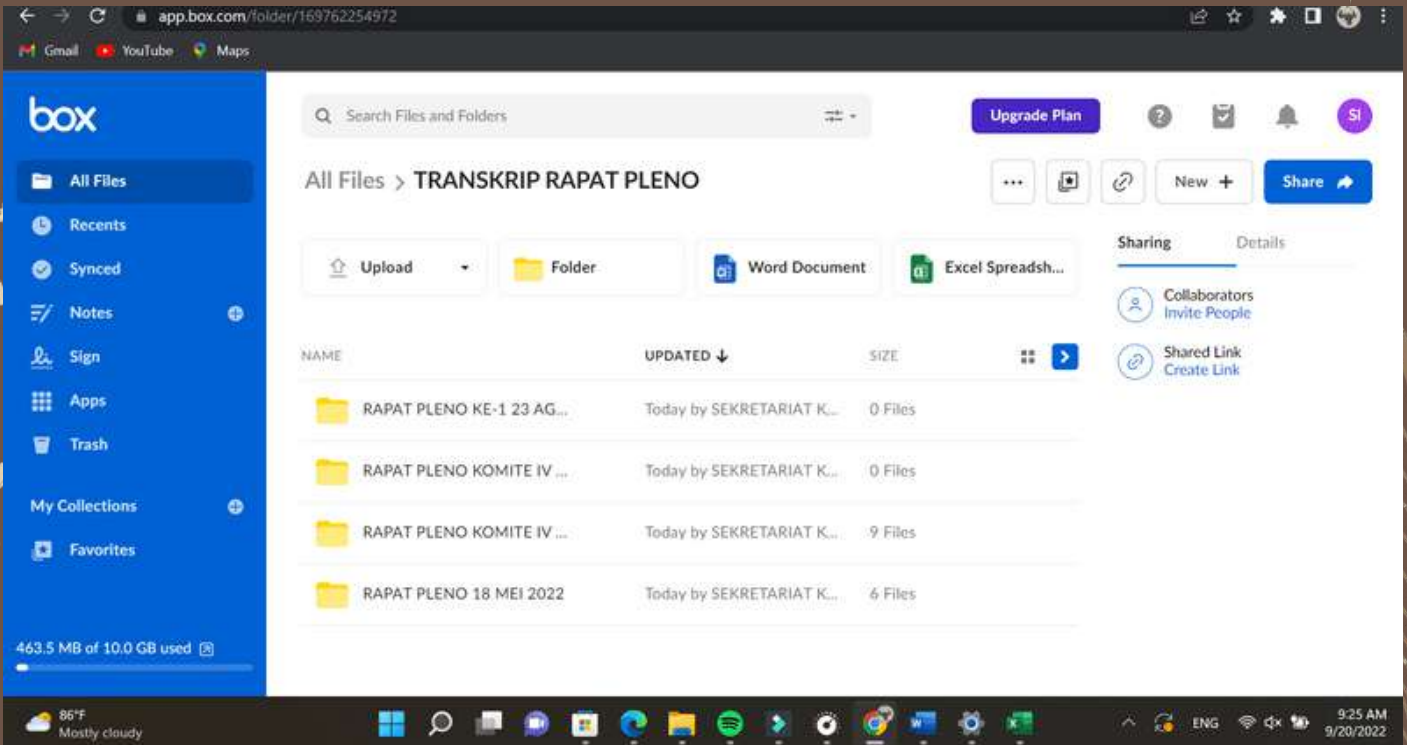 app.box.com/folder/169762254972
Gmail YouTube Maps
box
Search Files and Folders
Upgrade Plan
SI
All Files
Recents
Synced
Notes
Sign
Apps
Trash
My Collections
Favorites
463.5 MB of 10.0 GB used
All Files > TRANSKRIP RAPAT PLENO
New +
Share
Upload
Folder
Word Document
Excel Spreadsh...
Sharing Details
Collaborators
Invite People
Shared Link
Create Link
NAME UPDATED SIZE
RAPAT PLENO KE-1 23 AG... Today by SEKRETARIAT K... 0 Files
RAPAT PLENO KOMITE IV ... Today by SEKRETARIAT K... 0 Files
RAPAT PLENO KOMITE IV ... Today by SEKRETARIAT K... 9 Files
RAPAT PLENO 18 MEI 2022 Today by SEKRETARIAT K... 6 Files
86°F
Mostly cloudy
ENG
9:25 AM
9/20/2022